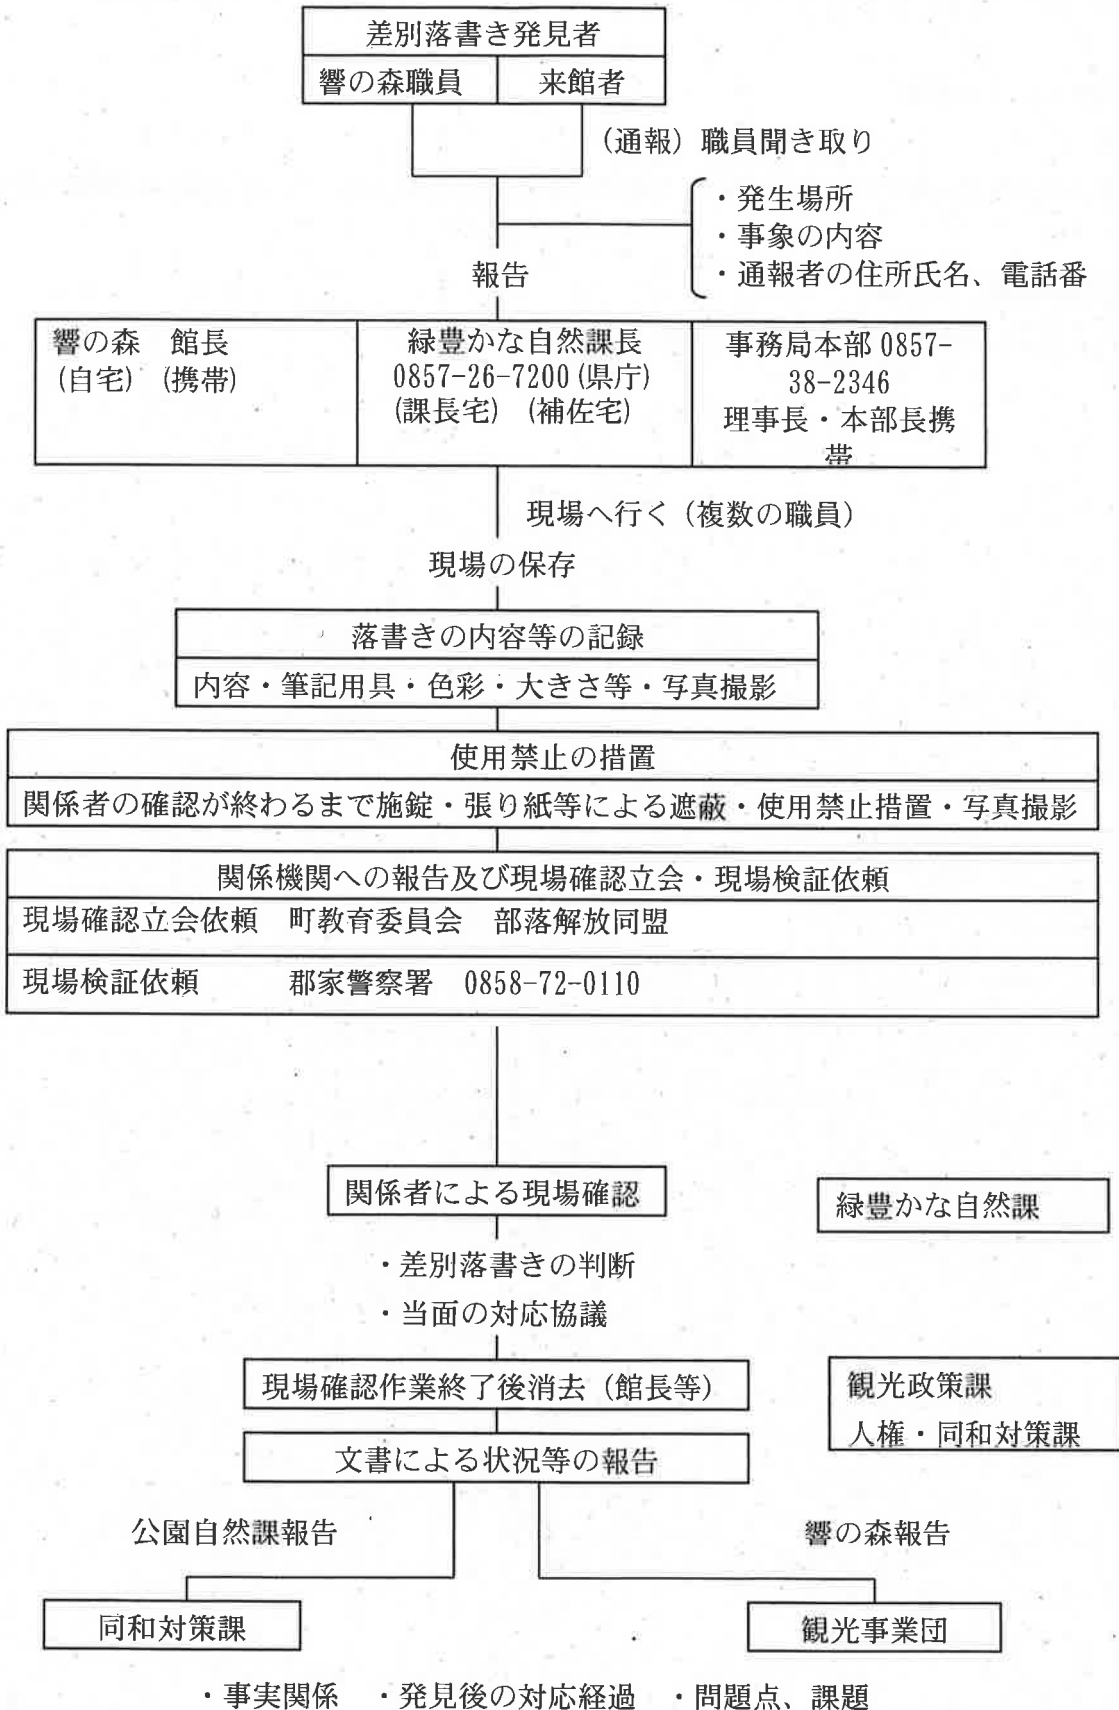 差別落書き発見者
響の森職員 来館者
(通報) 職員聞き取り
・発生場所
・事象の内容
・通報者の住所氏名、電話番
報告
響の森 館長
(自宅) (携帯)
緑豊かな自然課長
0857-26-7200(県庁)
(課長宅) (補佐宅)
事務局本部 0857-
38-2346
理事長・本部長携
帯
現場へ行く(複数の職員)
現場の保存
落書きの内容等の記録
内容・筆記用具・色彩・大きさ等・写真撮影
使用禁止の措置
関係者の確認が終わるまで施錠・張り紙等による遮蔽・使用禁止措置・写真撮影
関係機関への報告及び現場確認立会・現場検証依頼
現場確認立会依頼 町教育委員会 部落解放同盟
現場検証依頼 郡家警察署 0858-72-0110
関係者による現場確認
緑豊かな自然課
・差別落書きの判断
・当面の対応協議
現場確認作業終了後消去(館長等)
観光政策課
人権・同和対策課
文書による状況等の報告
公園自然課報告
響の森報告
同和対策課
観光事業団
・事実関係 ・発見後の対応経過 ・問題点、課題